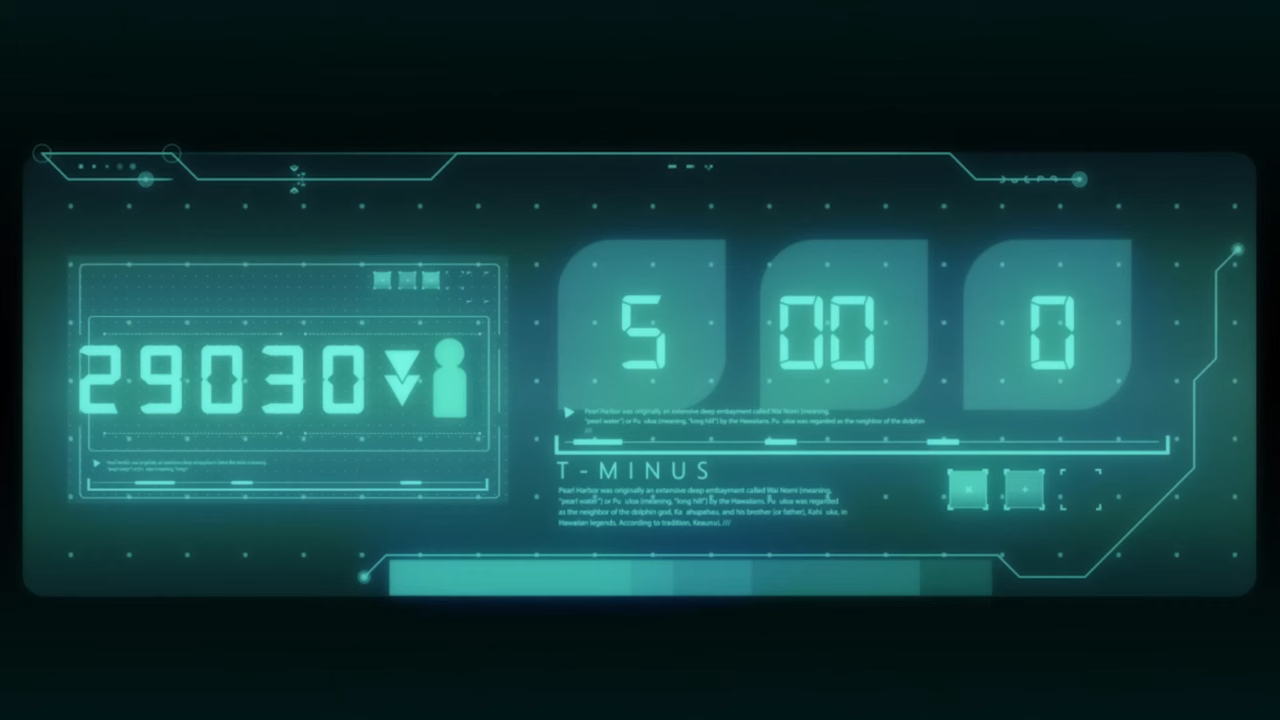 29030
5 00 0
Pearl Harbor was originally an extensive deep embayment called Wai Nomi (meaning,
"pearl water") or Pu uloa (meaning, "long hill") by the Hawaiians. Pu uloa was regarded as the neighbor of the dolphin
///
T-MINUS
Pearl Harbor was originally an extensive deep embayment called Wai Nomi (meaning,
"pearl water") or Pu uloa (meaning, "long hill") by the Hawaiians. Pu uloa was regarded
as the neighbor of the dolphin god, Ka ahupahau, and his brother (or father), Kahi uka, in
Hawaiian legends. According to tradition, Keaunui, ///